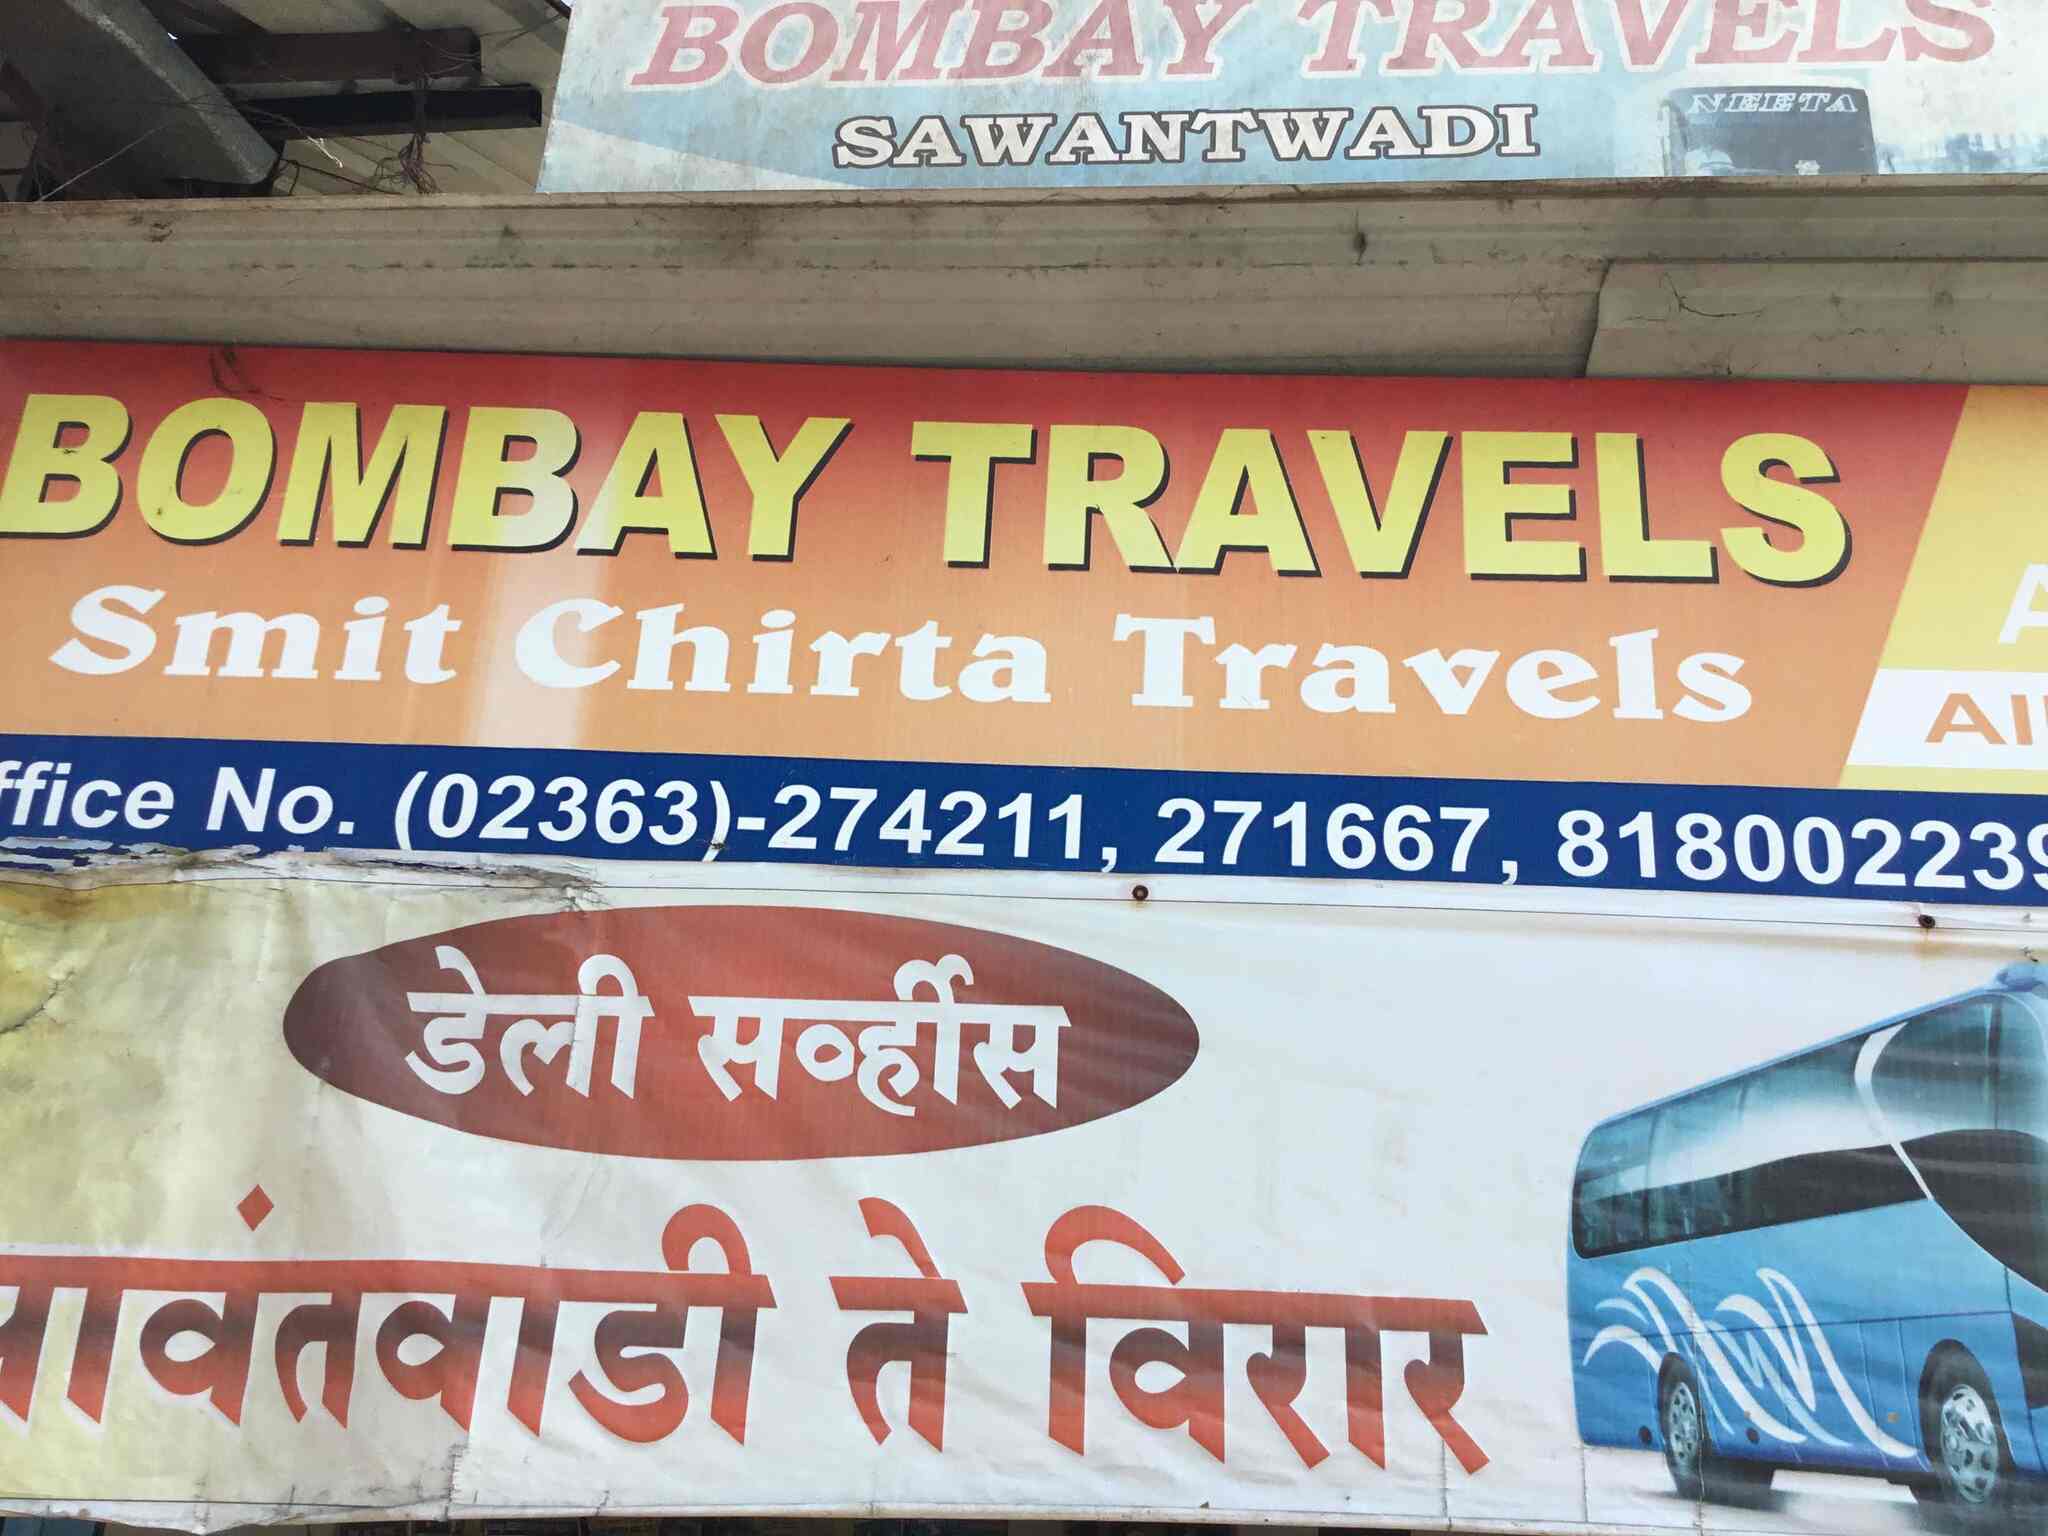 BOMBAY TRAVELS
SAWANTWADI
NEETA
BOMBAY TRAVELS
Smit Chirta Travels
ffice No. (02363)-274211, 271667, 818002239
डेली सर्व्हीस
सावंतवाडी ते विरार